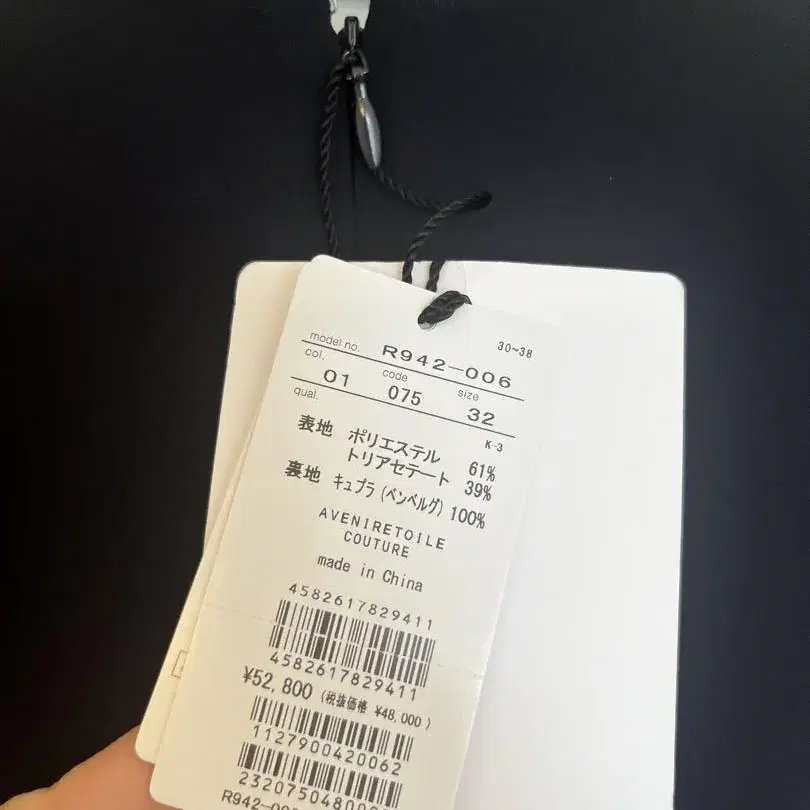 30~38
model no. R942-006
col. code size
01 075 32
qual. K-3
表地 ポリエステル 61%
トリアセテート 39%
裏地 キュプラ(ベンベルグ) 100%
AVENIRETOILE
COUTURE
made in China
4582617829411
4582617829411
¥52,800 (税抜価格 ¥48,000)
1127900420062
2320750480
R942-00